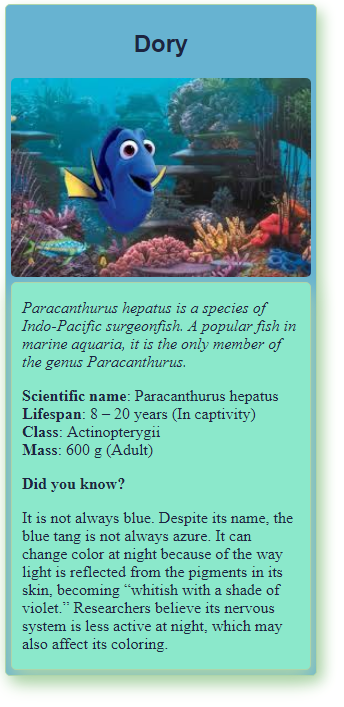 Dory
Paracanthurus hepatus is a species of
Indo-Pacific surgeonfish. A popular fish in
marine aquaria, it is the only member of
the genus Paracanthurus.
Scientific name: Paracanthurus hepatus
Lifespan: 8 – 20 years (In captivity)
Class: Actinopterygii
Mass: 600 g (Adult)
Did you know?
It is not always blue. Despite its name, the
blue tang is not always azure. It can
change color at night because of the way
light is reflected from the pigments in its
skin, becoming “whitish with a shade of
violet.” Researchers believe its nervous
system is less active at night, which may
also affect its coloring.